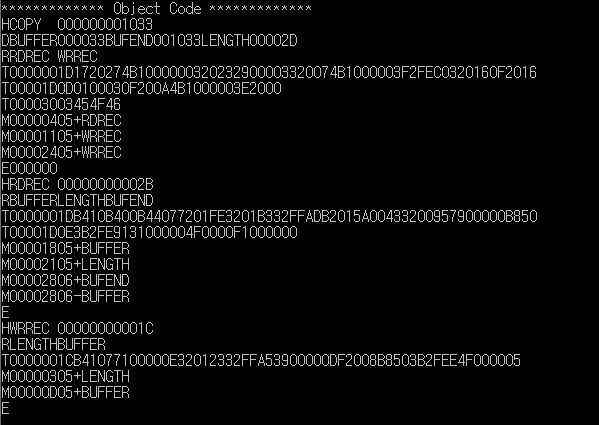 ************* Object Code *************
HCOPY  000000001033
DBUFFER000033BUFEND001033LENGTH00002D
RRDREC WRREC
T0000001D1720274B1000000320232900003320074B1000003F2FEC0320160F2016
T00001D0D0100030F200A4B1000003E2000
T00003003454F46
M00000405+RDREC
M00001105+WRREC
M00002405+WRREC
E000000
HRDREC 00000000002B
RBUFFERLENGTHBUFEND
T0000001DB410B400B44077201FE3201B332FFADB2015A00433200957900000B850
T00001D0E3B2FE9131000004F0000F1000000
M00001805+BUFFER
M00002105+LENGTH
M00002806+BUFEND
M00002806-BUFFER
E
HWRREC 00000000001C
RLENGTHBUFFER
T0000001CB41077100000E32012332FFA53900000DF2008B8503B2FEE4F000005
M00000305+LENGTH
M00000D05+BUFFER
E